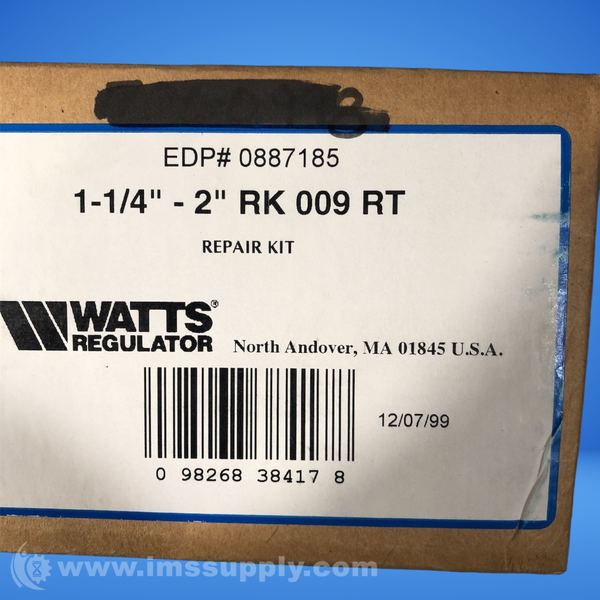 EDP# 0887185
1-1/4" - 2" RK 009 RT
REPAIR KIT
WATTS®
REGULATOR
North Andover, MA 01845 U.S.A.
12/07/99
0 98268 38417 8
www.imssupply.com